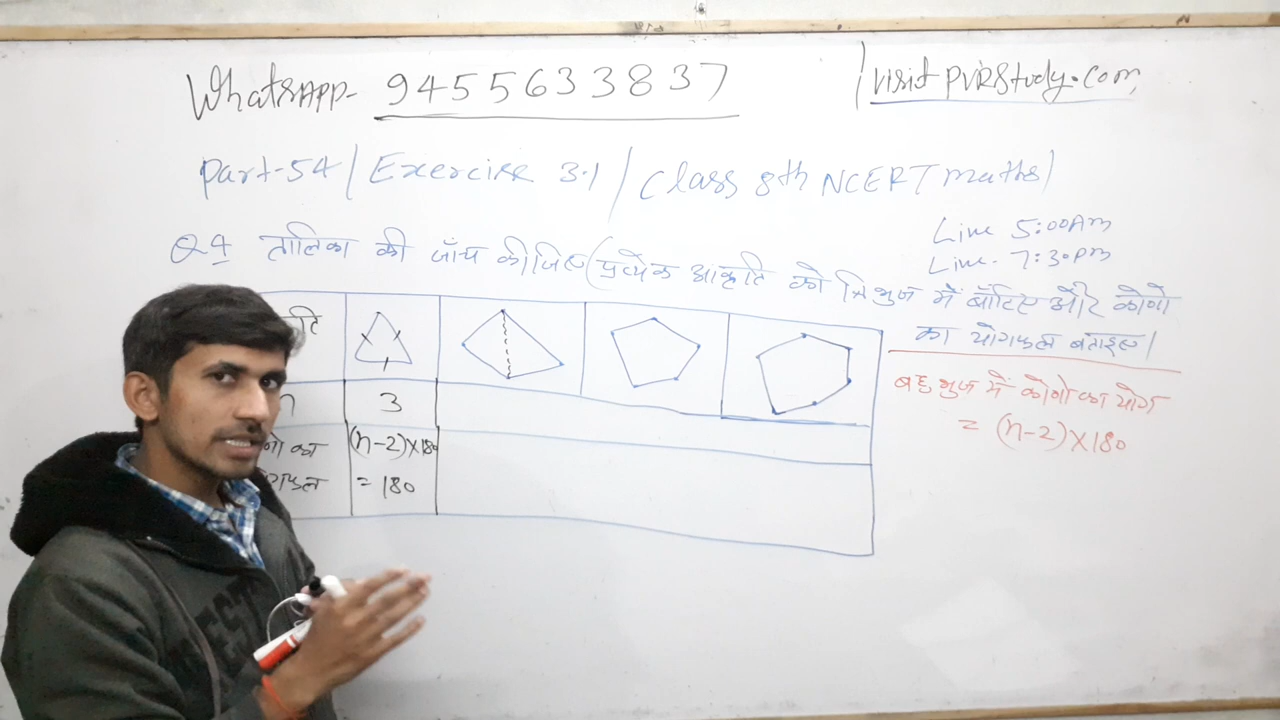 WhatsApp- 9455633837
visit pvrstudy.com
Part-54 / Exercise 3.1 / Class 8th NCERT maths
Live 5:00Am
Live- 7:30pm
Q 4 तालिका की जाँच कीजिए (प्रत्येक आकृति को त्रिभुज में बाँटिए और कोणों
का योगफल बताइए।
बहुभुज में कोणों का योग
= (n-2)×180
n 3
का (n-2)×180
= 180